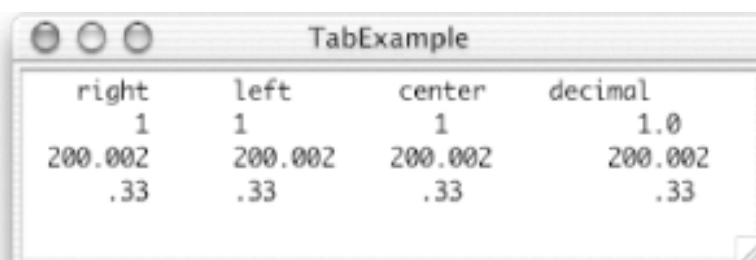 TabExample
right left center decimal
1 1 1 1.0
200.002 200.002 200.002 200.002
.33 .33 .33 .33